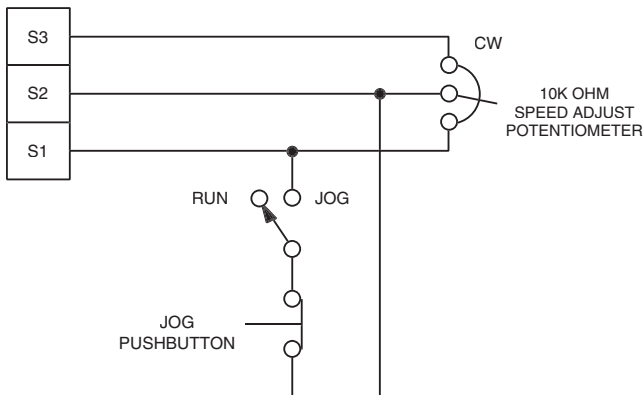 S3
CW
S2
10K OHM
SPEED ADJUST
POTENTIOMETER
S1
RUN
JOG
JOG
PUSHBUTTON